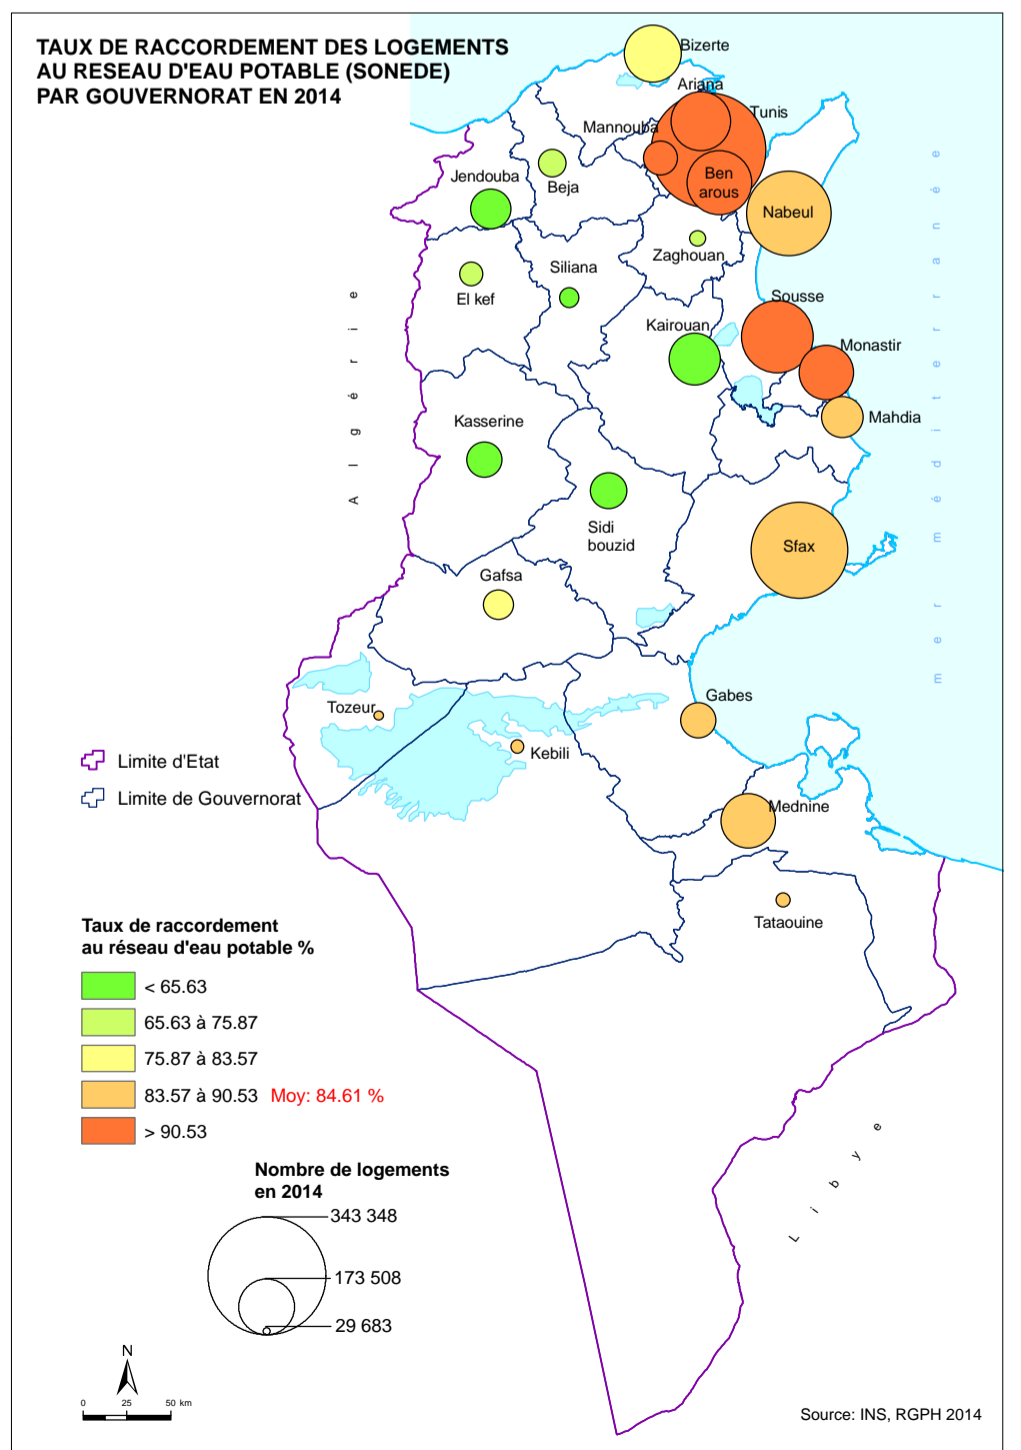 TAUX DE RACCORDEMENT DES LOGEMENTS
AU RESEAU D'EAU POTABLE (SONEDE)
PAR GOUVERNORAT EN 2014
Bizerte
Ariana
Tunis
Mannouba
Ben
arous
Beja
Jendouba
Nabeul
Zaghouan
Siliana
El kef
Sousse
Kairouan
Monastir
Mahdia
Kasserine
Sidi
bouzid
Sfax
Gafsa
Tozeur
Kebili
Gabes
Mednine
Tataouine
Algérie
mer méditerranée
Libye
Limite d'Etat
Limite de Gouvernorat
Taux de raccordement
au réseau d'eau potable %
< 65.63
65.63 à 75.87
75.87 à 83.57
83.57 à 90.53 Moy: 84.61 %
> 90.53
Nombre de logements
en 2014
343 348
173 508
29 683
N
0 25 50 km
Source: INS, RGPH 2014